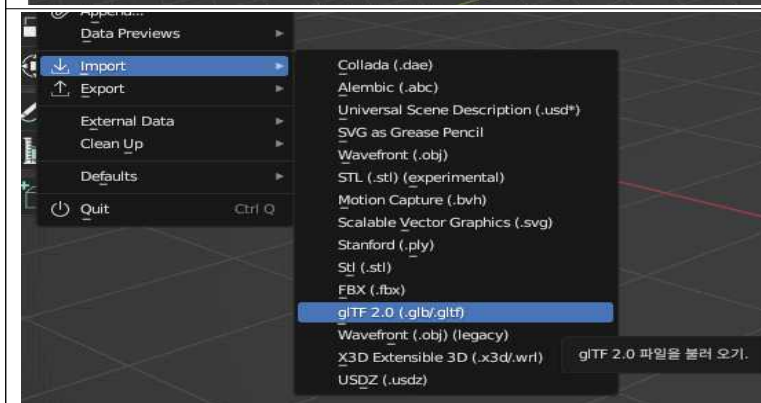 Append...
Data Previews
Import
Export
External Data
Clean Up
Defaults
Quit Ctrl Q
Collada (.dae)
Alembic (.abc)
Universal Scene Description (.usd*)
SVG as Grease Pencil
Wavefront (.obj)
STL (.stl) (experimental)
Motion Capture (.bvh)
Scalable Vector Graphics (.svg)
Stanford (.ply)
Stl (.stl)
FBX (.fbx)
glTF 2.0 (.glb/.gltf)
Wavefront (.obj) (legacy)
X3D Extensible 3D (.x3d/.wrl)
USDZ (.usdz)
glTF 2.0 파일을 불러 오기.